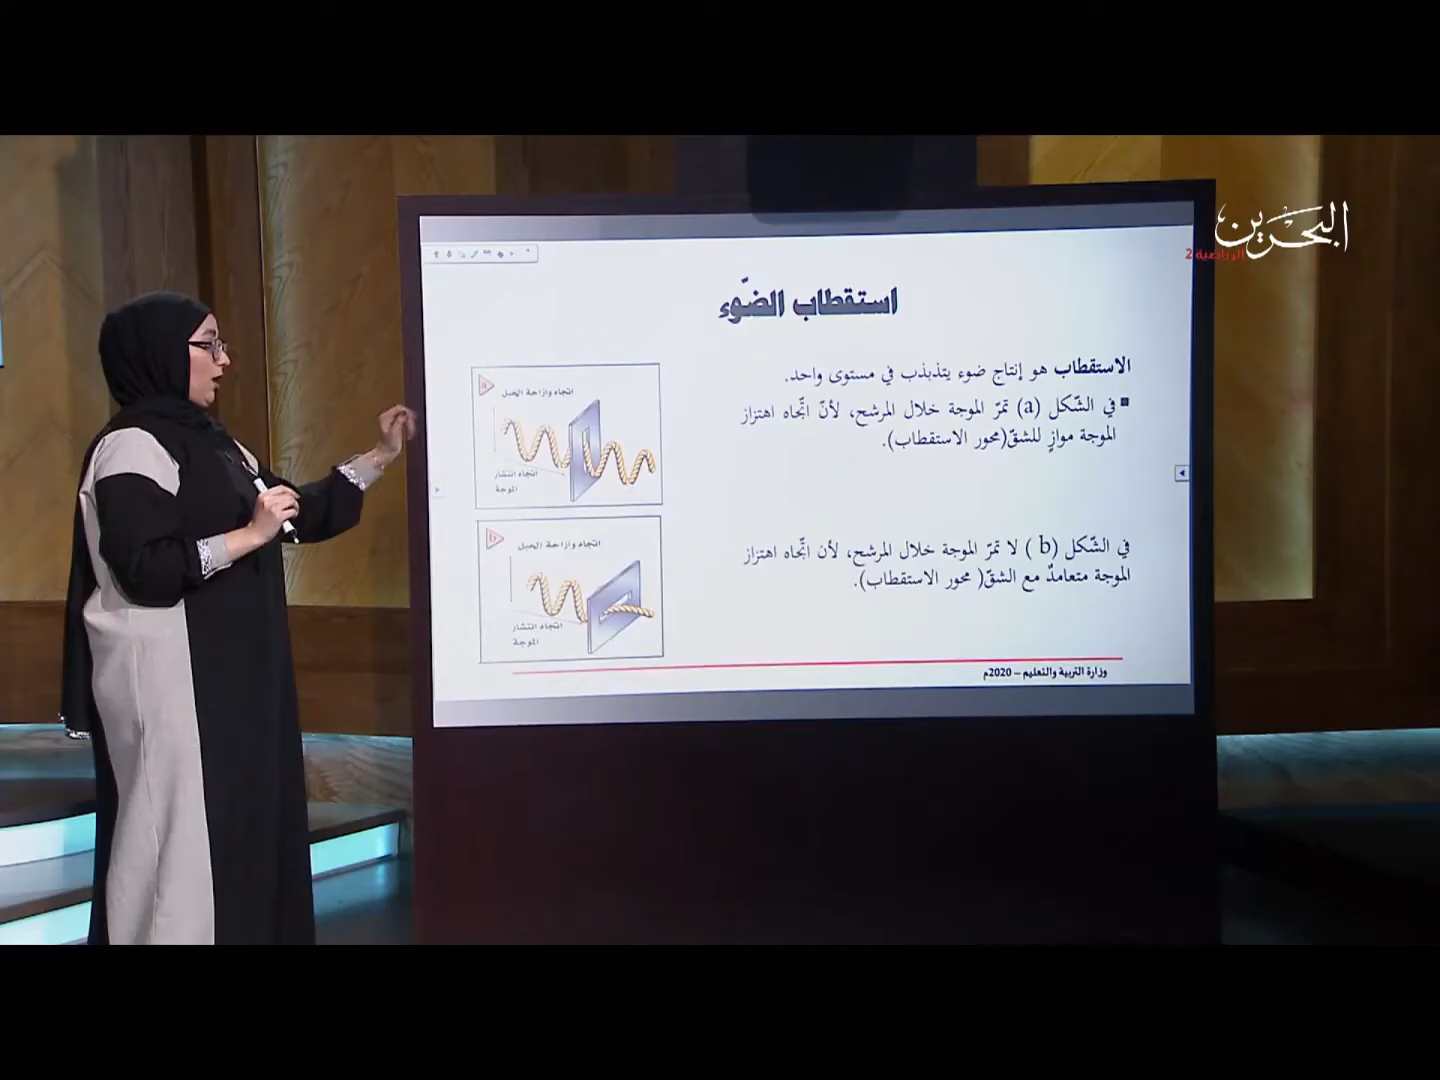 البحرين
الرياضية 2
استقطاب الضّوء
الاستقطاب هو إنتاج ضوء يتذبذب في مستوى واحد.
■ في الشّكل (a) تمرّ الموجة خلال المرشح، لأنّ اتّجاه اهتزاز
الموجة موازٍ للشقّ(محور الاستقطاب).
في الشّكل (b ) لا تمرّ الموجة خلال المرشح، لأن اتّجاه اهتزاز
الموجة متعامدٌ مع الشقّ( محور الاستقطاب).
a
اتجاه وإزاحة الحبل
اتجاه انتشار
الموجة
b
اتجاه وإزاحة الحبل
اتجاه انتشار
الموجة
وزارة التربية والتعليم – 2020م